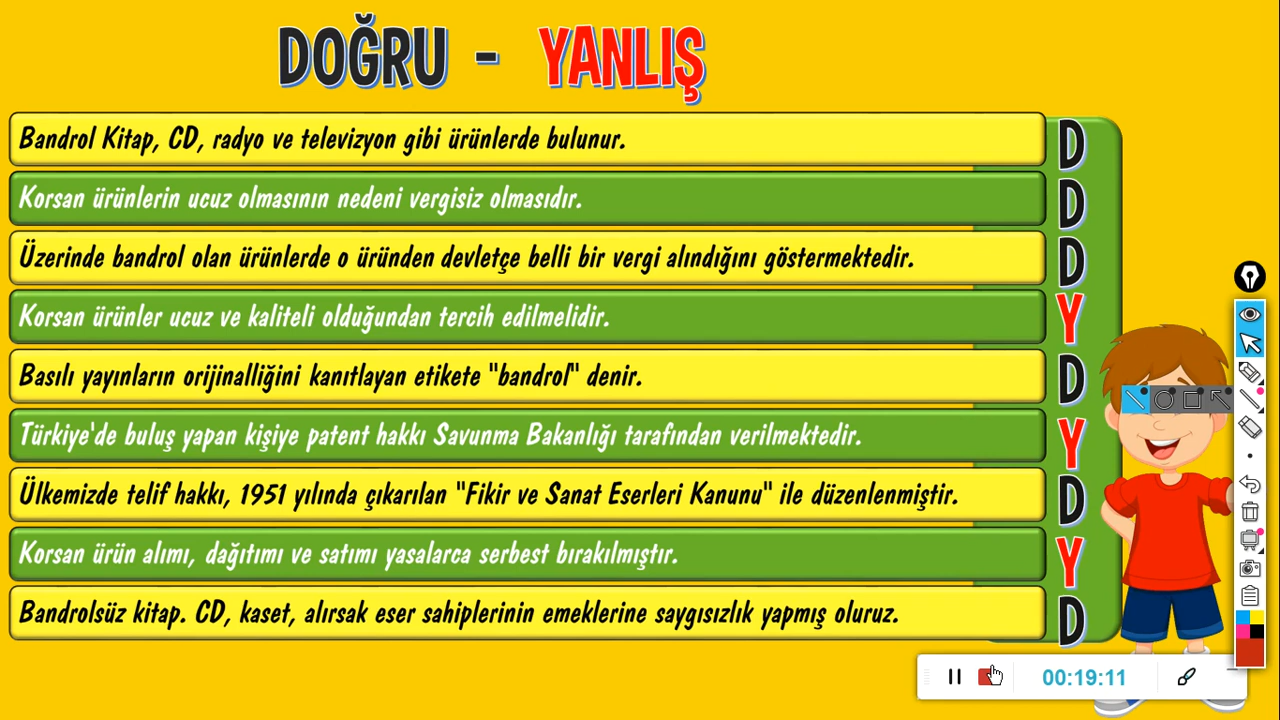 DOĞRU - YANLIŞ
Bandrol Kitap, CD, radyo ve televizyon gibi ürünlerde bulunur. D
Korsan ürünlerin ucuz olmasının nedeni vergisiz olmasıdır. D
Üzerinde bandrol olan ürünlerde o üründen devletçe belli bir vergi alındığını göstermektedir. D
Korsan ürünler ucuz ve kaliteli olduğundan tercih edilmelidir. Y
Basılı yayınların orijinalliğini kanıtlayan etikete "bandrol" denir. D
Türkiye'de buluş yapan kişiye patent hakkı Savunma Bakanlığı tarafından verilmektedir. Y
Ülkemizde telif hakkı, 1951 yılında çıkarılan "Fikir ve Sanat Eserleri Kanunu" ile düzenlenmiştir. D
Korsan ürün alımı, dağıtımı ve satımı yasalarca serbest bırakılmıştır. Y
Bandrolsüz kitap. CD, kaset, alırsak eser sahiplerinin emeklerine saygısızlık yapmış oluruz. D
00:19:11